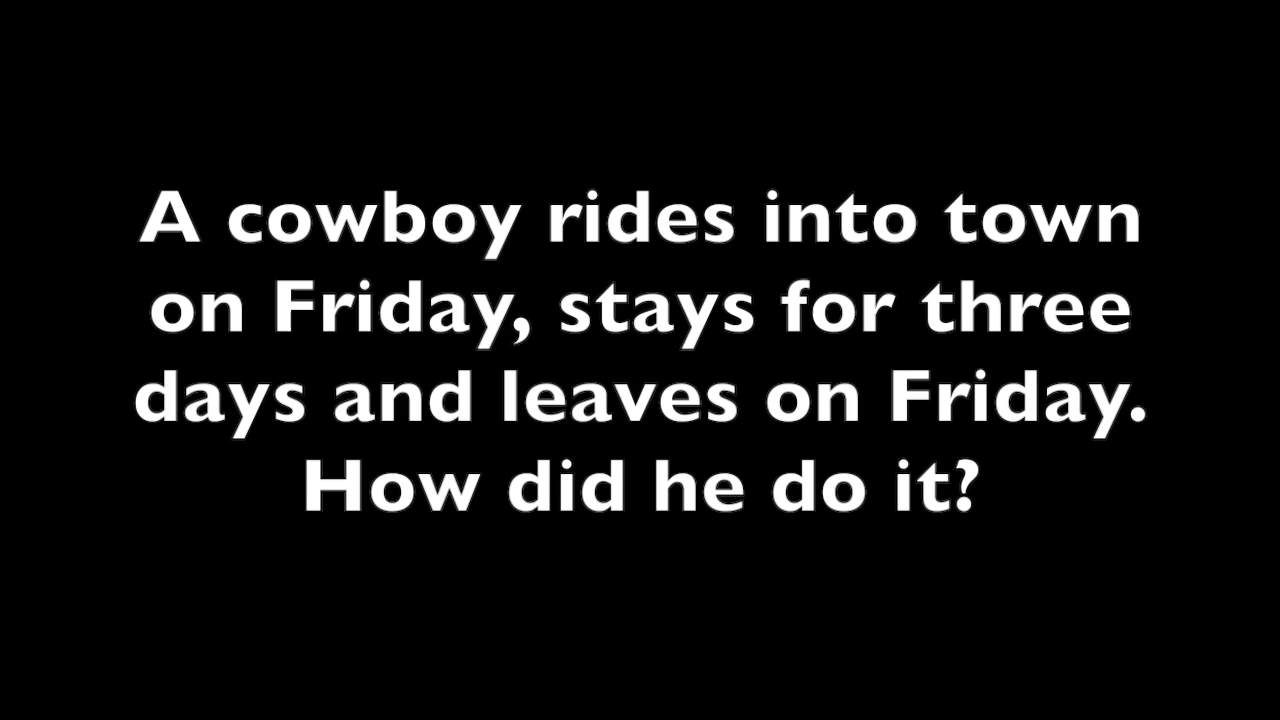 A cowboy rides into town
on Friday, stays for three
days and leaves on Friday.
How did he do it?